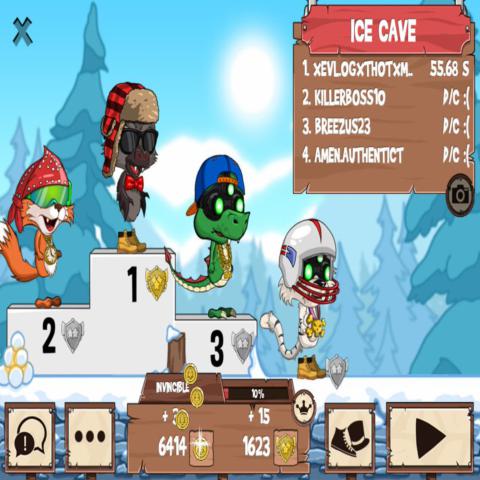 ICE CAVE
1. XEVLOGXTHOTXM.. 55.68 S
2. KILLERBOSS10 D/C :(
3. BREEZUS23 D/C :(
4. AMEN.AUTHENTICT D/C :(
1
2
3
INVINCIBLE
10%
+ 15
6414
1623